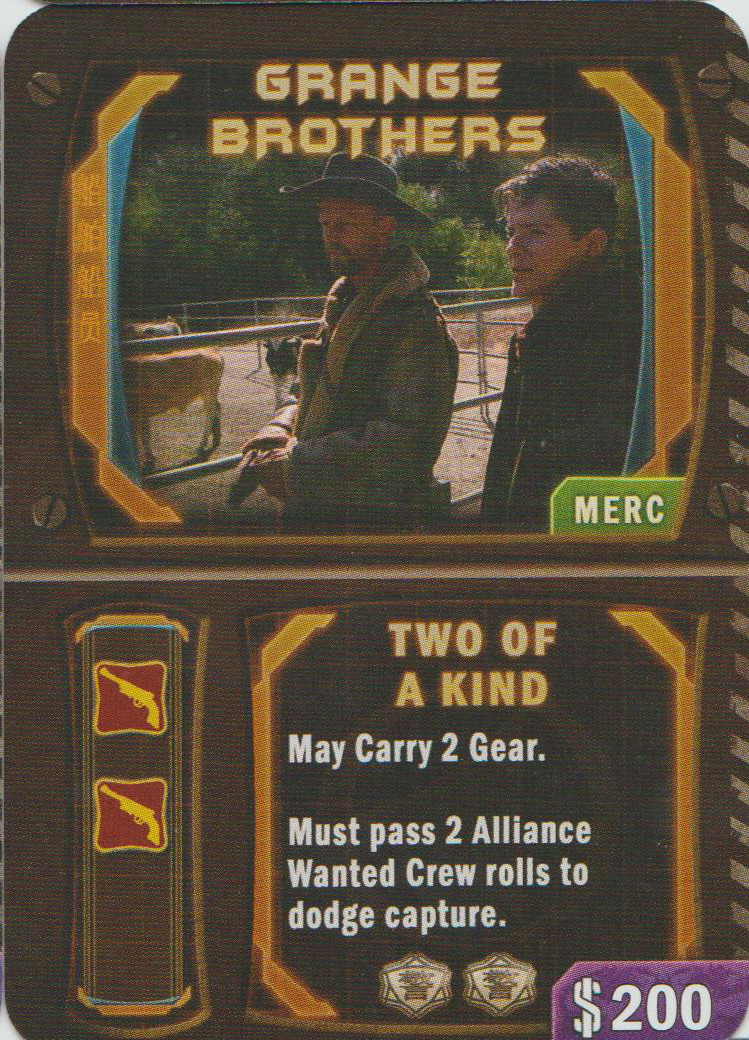 GRANGE
BROTHERS
MERC
TWO OF
A KIND
May Carry 2 Gear.
Must pass 2 Alliance
Wanted Crew rolls to
dodge capture.
$200